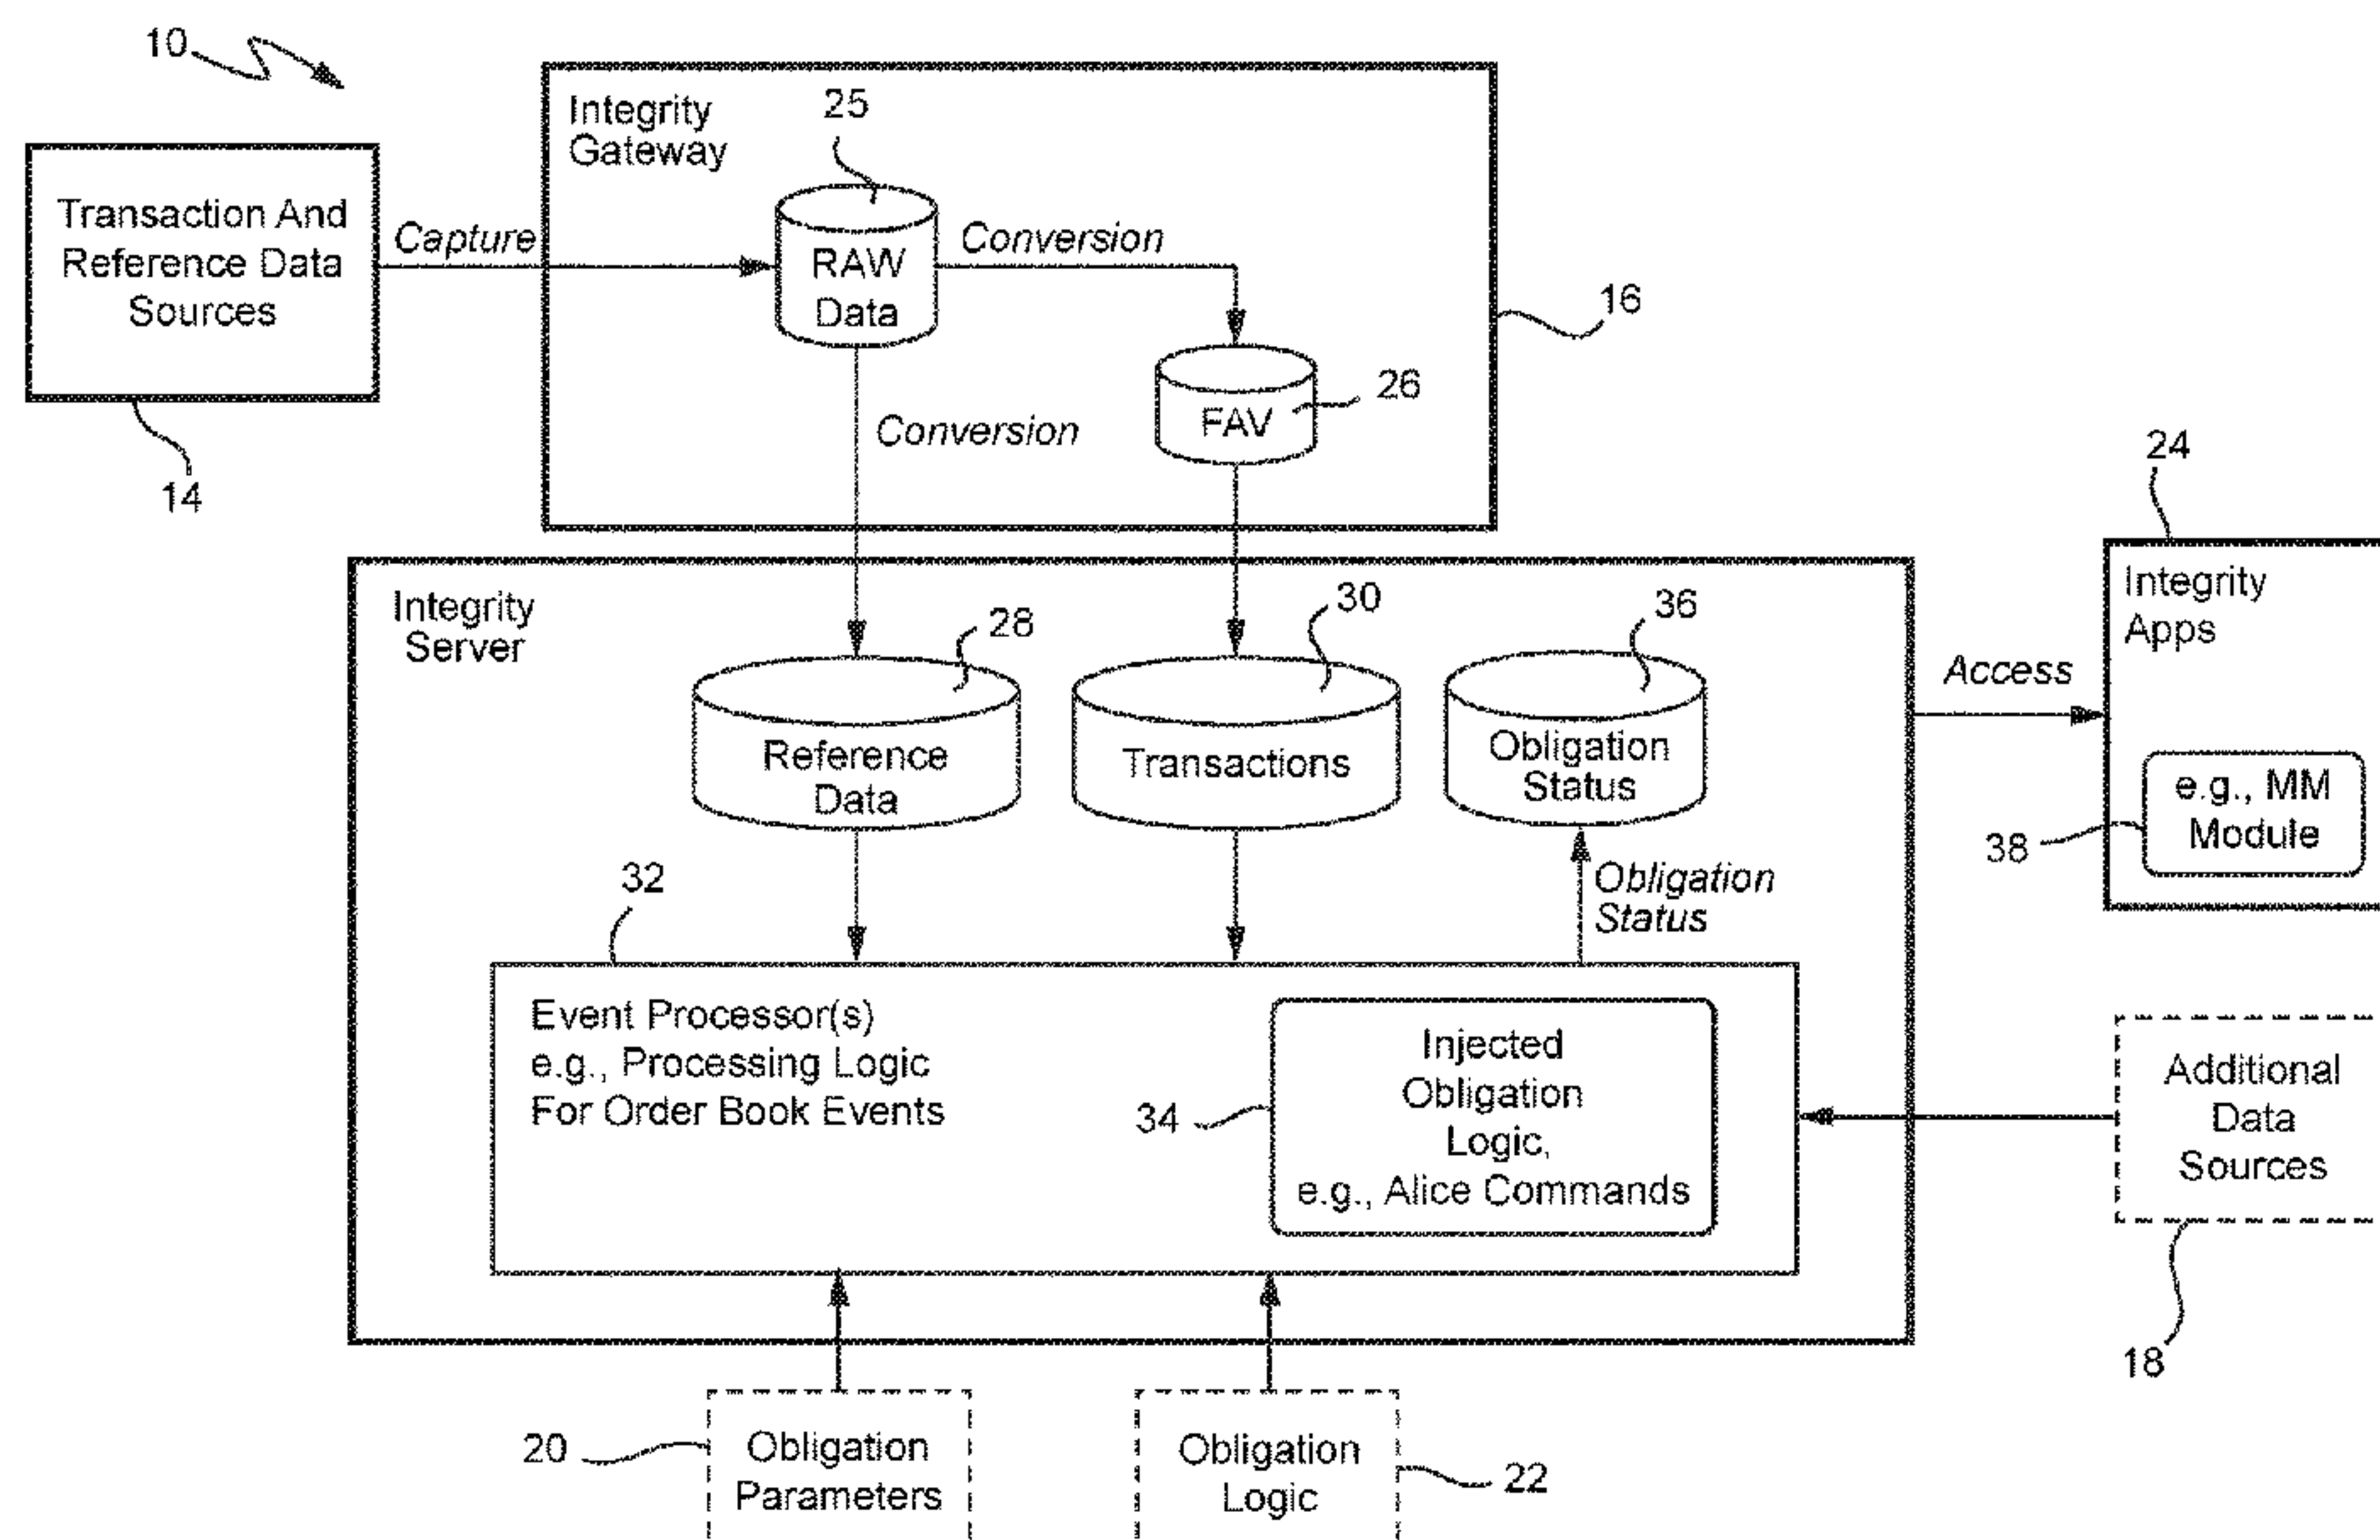 10
Integrity
Gateway
25
Transaction And
Reference Data
Sources
Capture
RAW
Data
Conversion
16
FAV
26
Conversion
14
24
Integrity
Apps
Integrity
Server
28
30
36
Access
Reference
Data
Transactions
Obligation
Status
e.g., MM
Module
38
32
Obligation
Status
Event Processor(s)
e.g., Processing Logic
For Order Book Events
34
Injected
Obligation
Logic,
e.g., Alice Commands
Additional
Data
Sources
18
20
Obligation
Parameters
Obligation
Logic
22